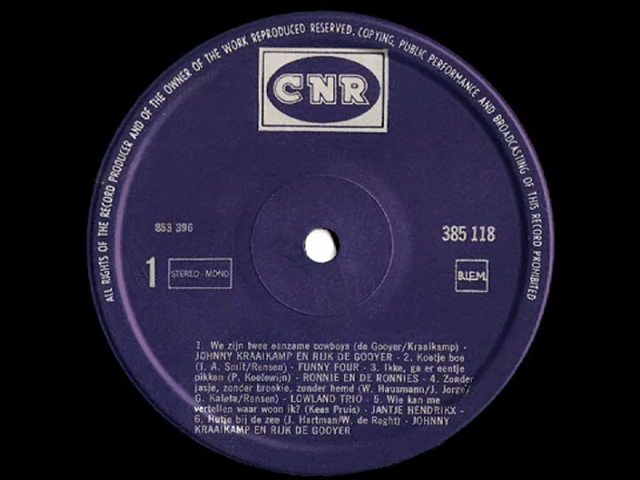 ALL RIGHTS OF THE RECORD PRODUCER AND OF THE OWNER OF THE WORK REPRODUCED RESERVED. COPYING, PUBLIC PERFORMANCE AND BROADCASTING OF THIS RECORD PROHIBITED
CNR
853 396
385 118
1
STEREO - MONO
B.I.E.M.
1. We zijn twee eenzame cowboys (de Gooyer/Kraaikamp) -
JOHNNY KRAAIKAMP EN RIJK DE GOOYER - 2. Koetje boe
(J. A. Smit/Rensen) - FUNNY FOUR - 3. Ikke, ga er eentje
pikken (P. Koelewijn) - RONNIE EN DE RONNIES - 4. Zonder
jasje, zonder broekie, zonder hemd (W. Hausmann/J. Jorge/
G. Kaleta/Rensen) - LOWLAND TRIO - 5. Wie kan me
vertellen waar woon ik? (Kees Pruis) - JANTJE HENDRIKX -
6. Hutje bij de zee (J. Hartman/W. de Reght) - JOHNNY
KRAAIKAMP EN RIJK DE GOOYER